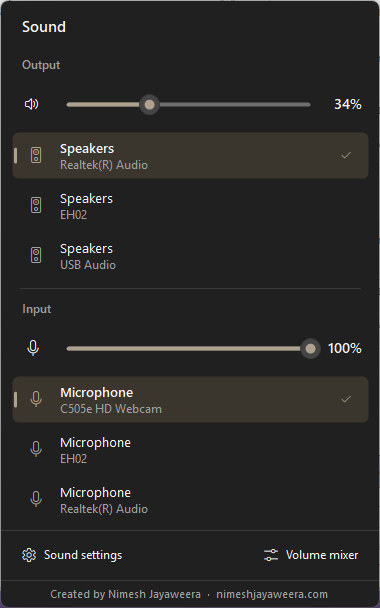 Sound
Output
34%
Speakers
Realtek(R) Audio
Speakers
EH02
Speakers
USB Audio
Input
100%
Microphone
C505e HD Webcam
Microphone
EH02
Microphone
Realtek(R) Audio
Sound settings Volume mixer
Created by Nimesh Jayaweera · nimeshjayaweera.com